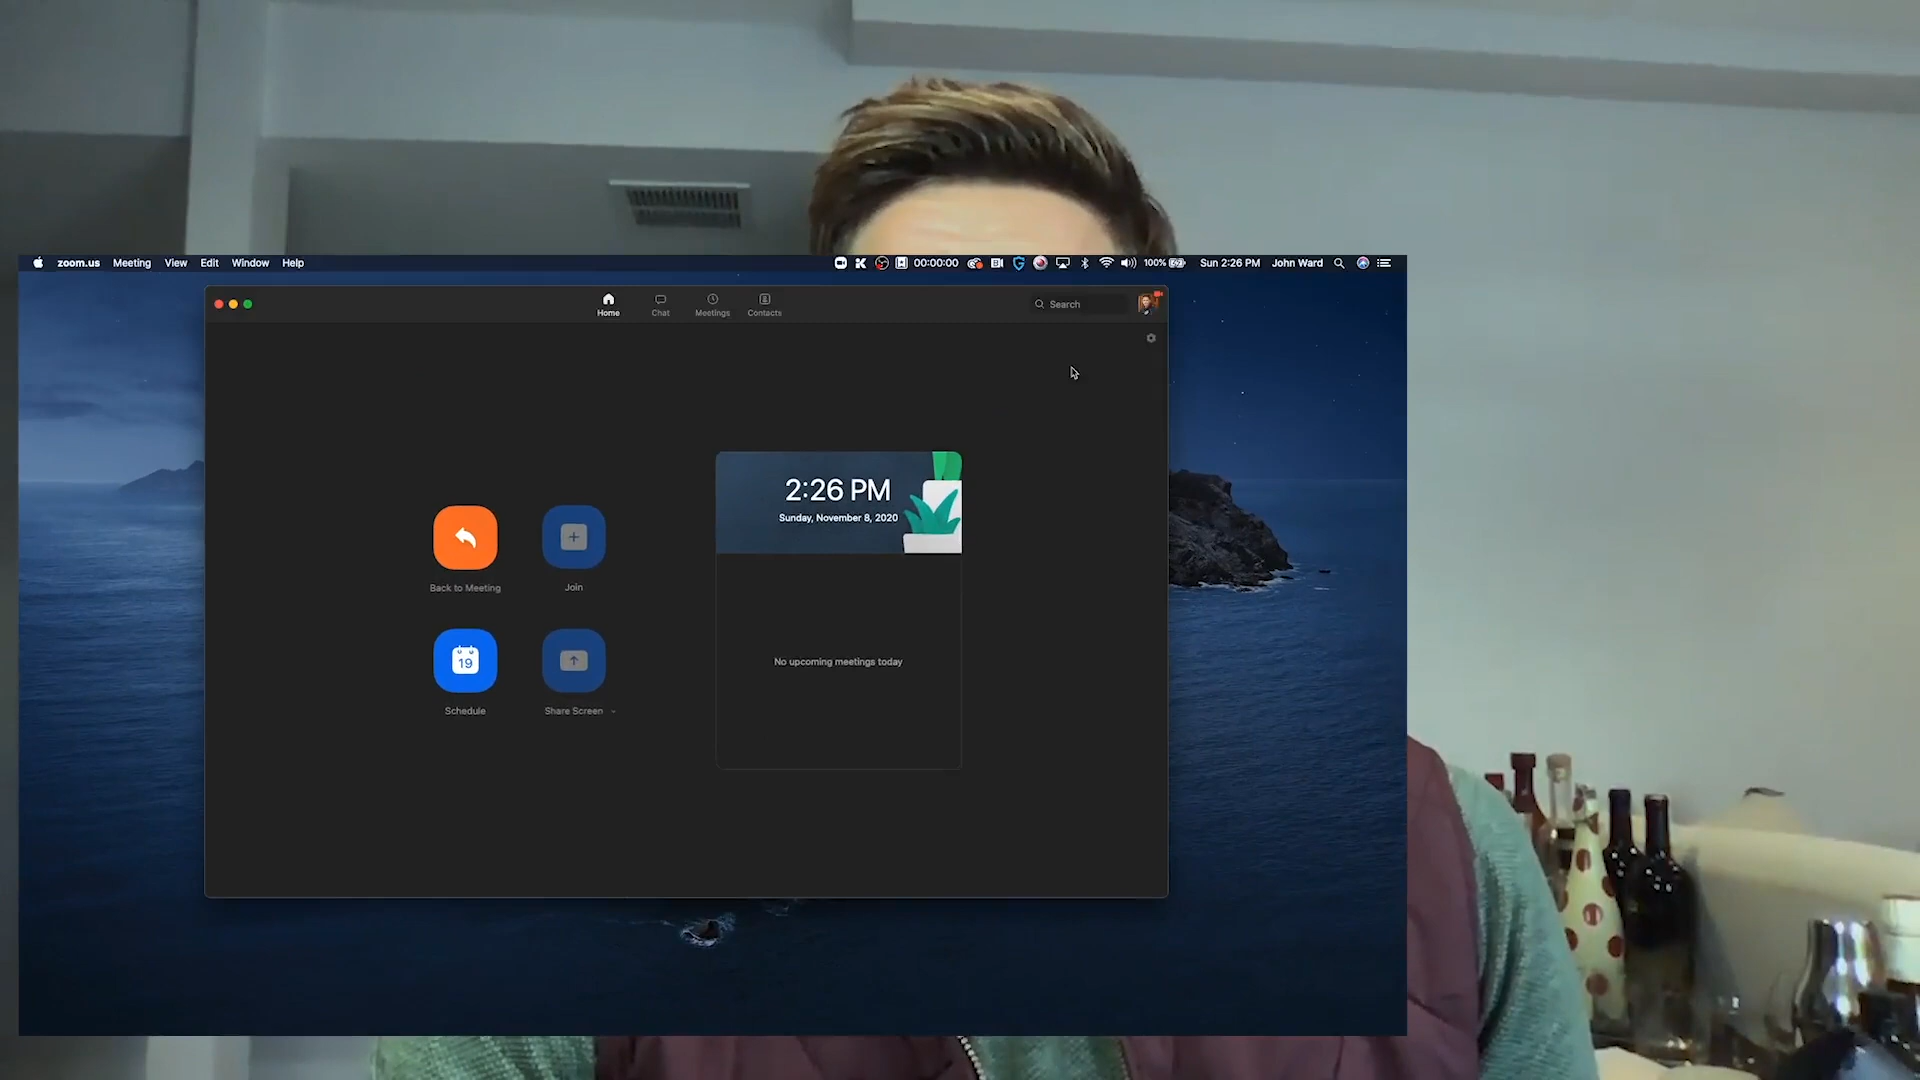 zoom.us Meeting View Edit Window Help 00:00:00 100% Sun 2:26 PM John Ward
Home Chat Meetings Contacts Search
2:26 PM
Sunday, November 8, 2020
Back to Meeting Join
No upcoming meetings today
19
Schedule Share Screen